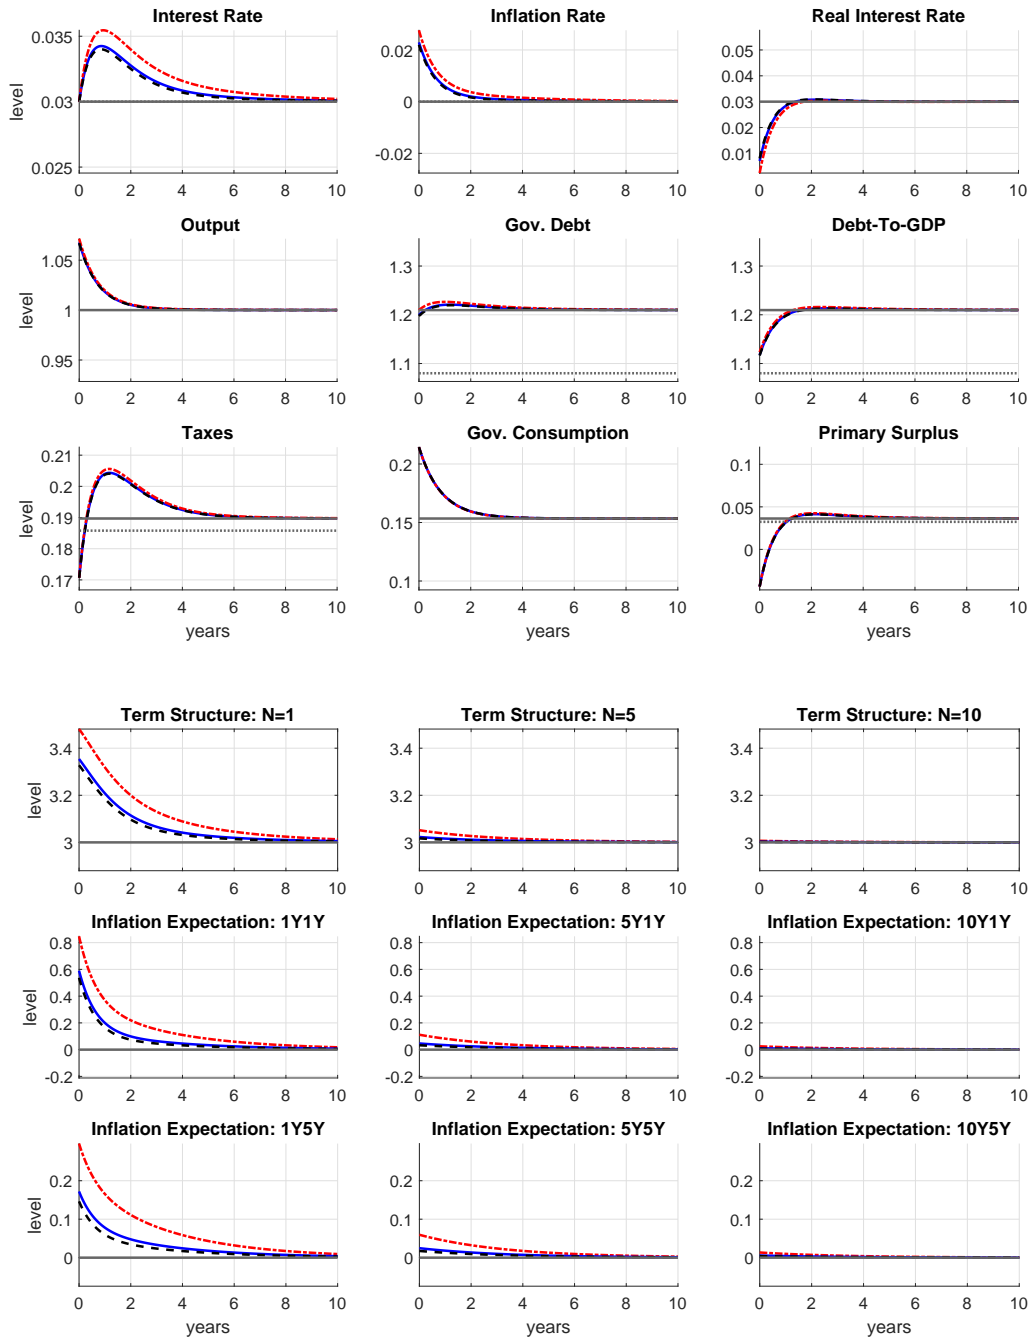 Interest Rate
Inflation Rate
Real Interest Rate
level
0.035
0.03
0.025
0 2 4 6 8 10
0.02
0
-0.02
0 2 4 6 8 10
0.05
0.04
0.03
0.02
0.01
0 2 4 6 8 10
Output
Gov. Debt
Debt-To-GDP
level
1.05
1
0.95
0 2 4 6 8 10
1.3
1.2
1.1
0 2 4 6 8 10
1.3
1.2
1.1
0 2 4 6 8 10
Taxes
Gov. Consumption
Primary Surplus
level
0.21
0.2
0.19
0.18
0.17
0 2 4 6 8 10
years
0.2
0.15
0.1
0 2 4 6 8 10
years
0.1
0.05
0
0 2 4 6 8 10
years
Term Structure: N=1
Term Structure: N=5
Term Structure: N=10
level
3.4
3.2
3
0 2 4 6 8 10
3.4
3.2
3
0 2 4 6 8 10
3.4
3.2
3
0 2 4 6 8 10
Inflation Expectation: 1Y1Y
Inflation Expectation: 5Y1Y
Inflation Expectation: 10Y1Y
level
0.8
0.6
0.4
0.2
0
-0.2
0 2 4 6 8 10
0.8
0.6
0.4
0.2
0
-0.2
0 2 4 6 8 10
0.8
0.6
0.4
0.2
0
-0.2
0 2 4 6 8 10
Inflation Expectation: 1Y5Y
Inflation Expectation: 5Y5Y
Inflation Expectation: 10Y5Y
level
0.2
0.1
0
0 2 4 6 8 10
years
0.2
0.1
0
0 2 4 6 8 10
years
0.2
0.1
0
0 2 4 6 8 10
years